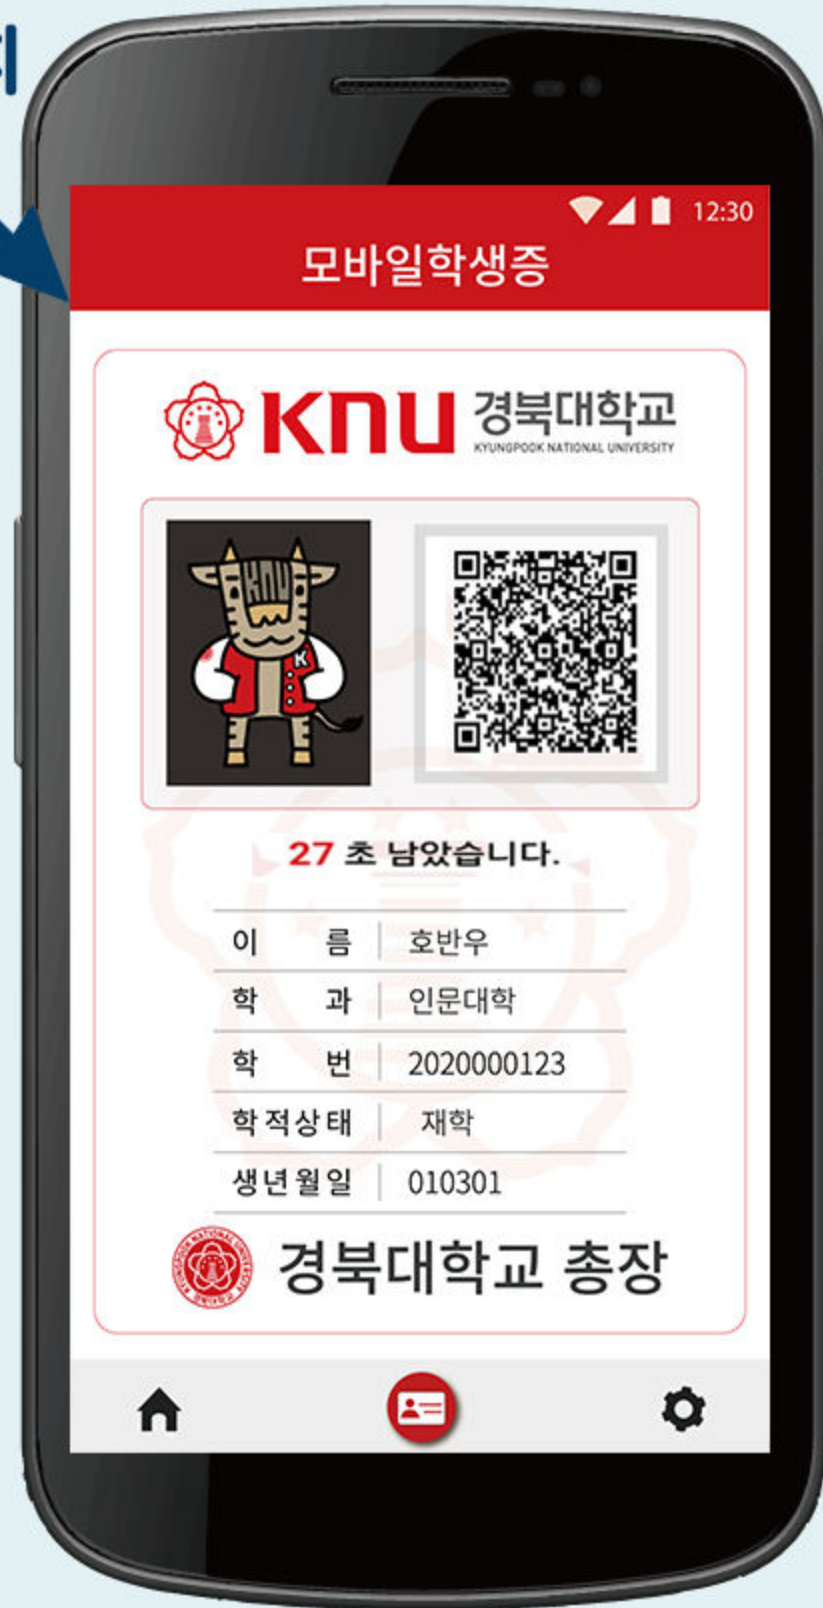 12:30
모바일학생증
KNU 경북대학교
KYUNGPOOK NATIONAL UNIVERSITY
KNU
K
27 초 남았습니다.
이 름 호반우
학 과 인문대학
학 번 2020000123
학적상태 재학
생년월일 010301
경북대학교 총장